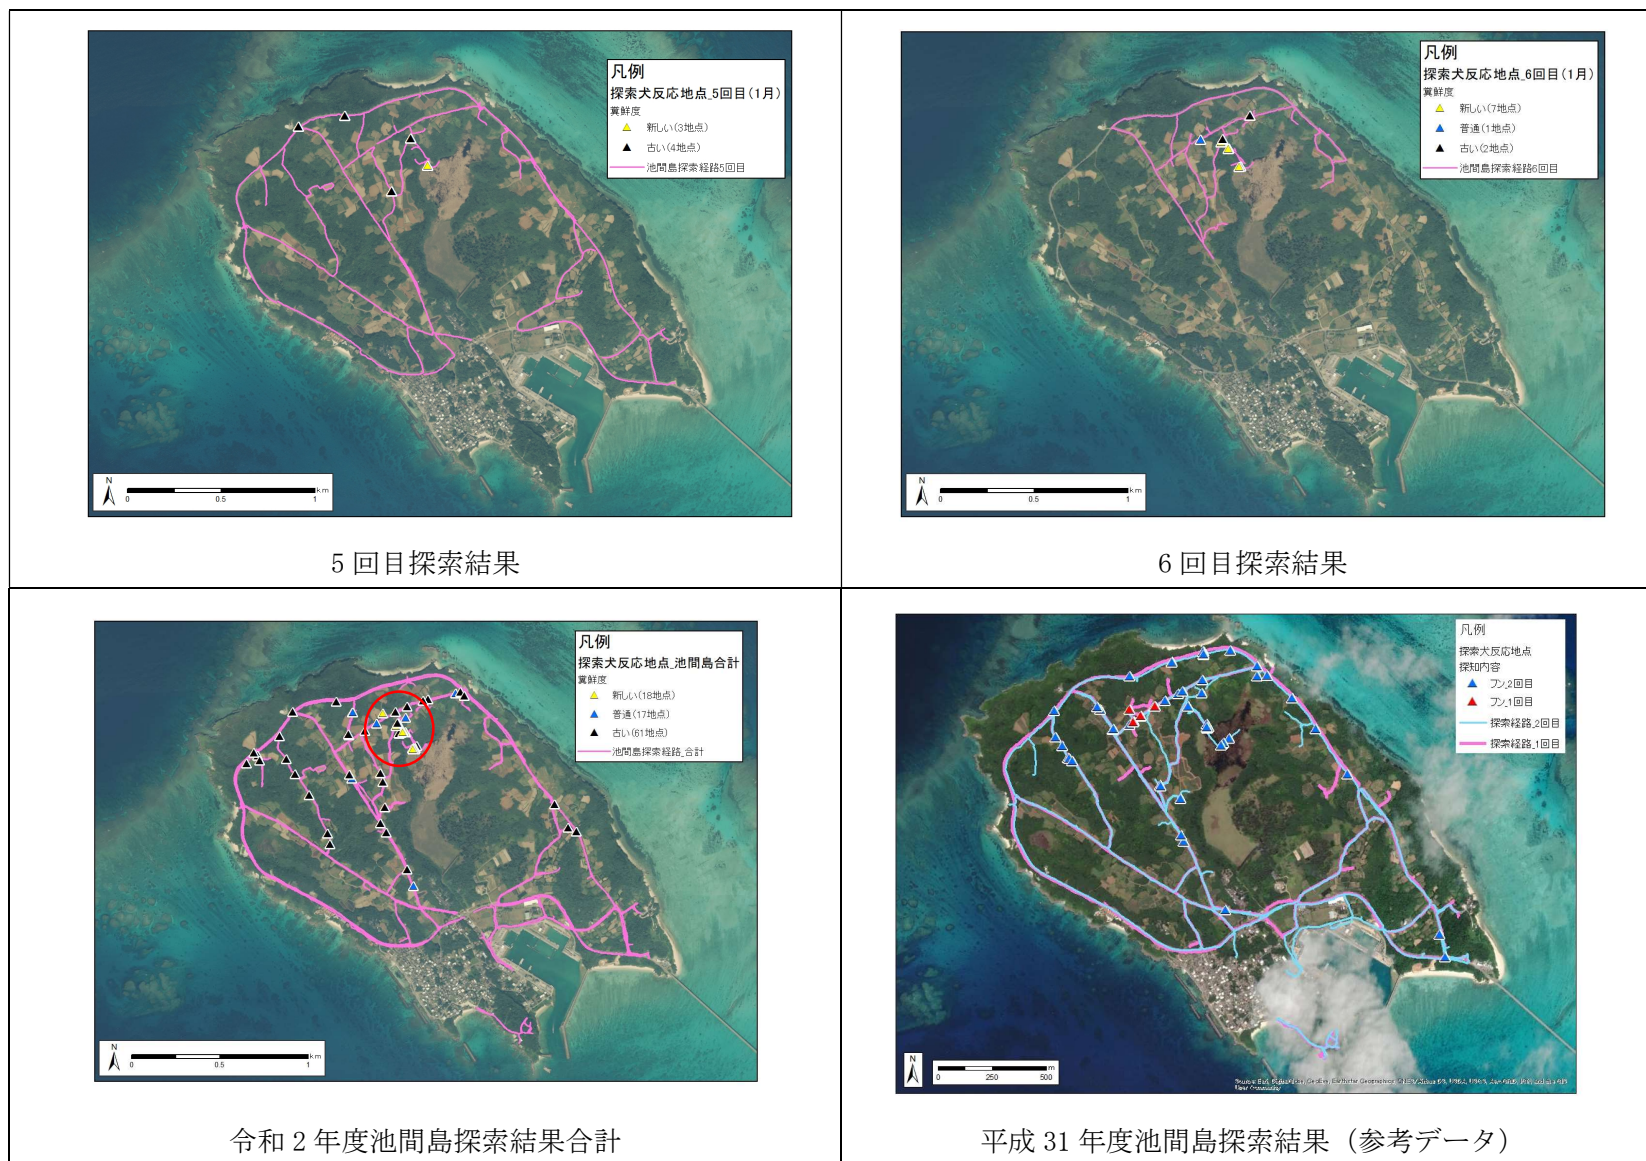 凡例
探索犬反応地点_5回目(1月)
糞鮮度
新しい(3地点)
古い(4地点)
池間島探索経路5回目
N
0 0.5 1 km
5 回目探索結果
凡例
探索犬反応地点_6回目(1月)
糞鮮度
新しい(7地点)
普通(1地点)
古い(2地点)
池間島探索経路6回目
N
0 0.5 1 km
6 回目探索結果
凡例
探索犬反応地点_池間島合計
糞鮮度
新しい(18地点)
普通(17地点)
古い(61地点)
池間島探索経路_合計
N
0 0.5 1 km
令和 2 年度池間島探索結果合計
凡例
探索犬反応地点
探知内容
フン_2回目
フン_1回目
探索経路_2回目
探索経路_1回目
N
0 250 500 m
User Community
平成 31 年度池間島探索結果（参考データ）